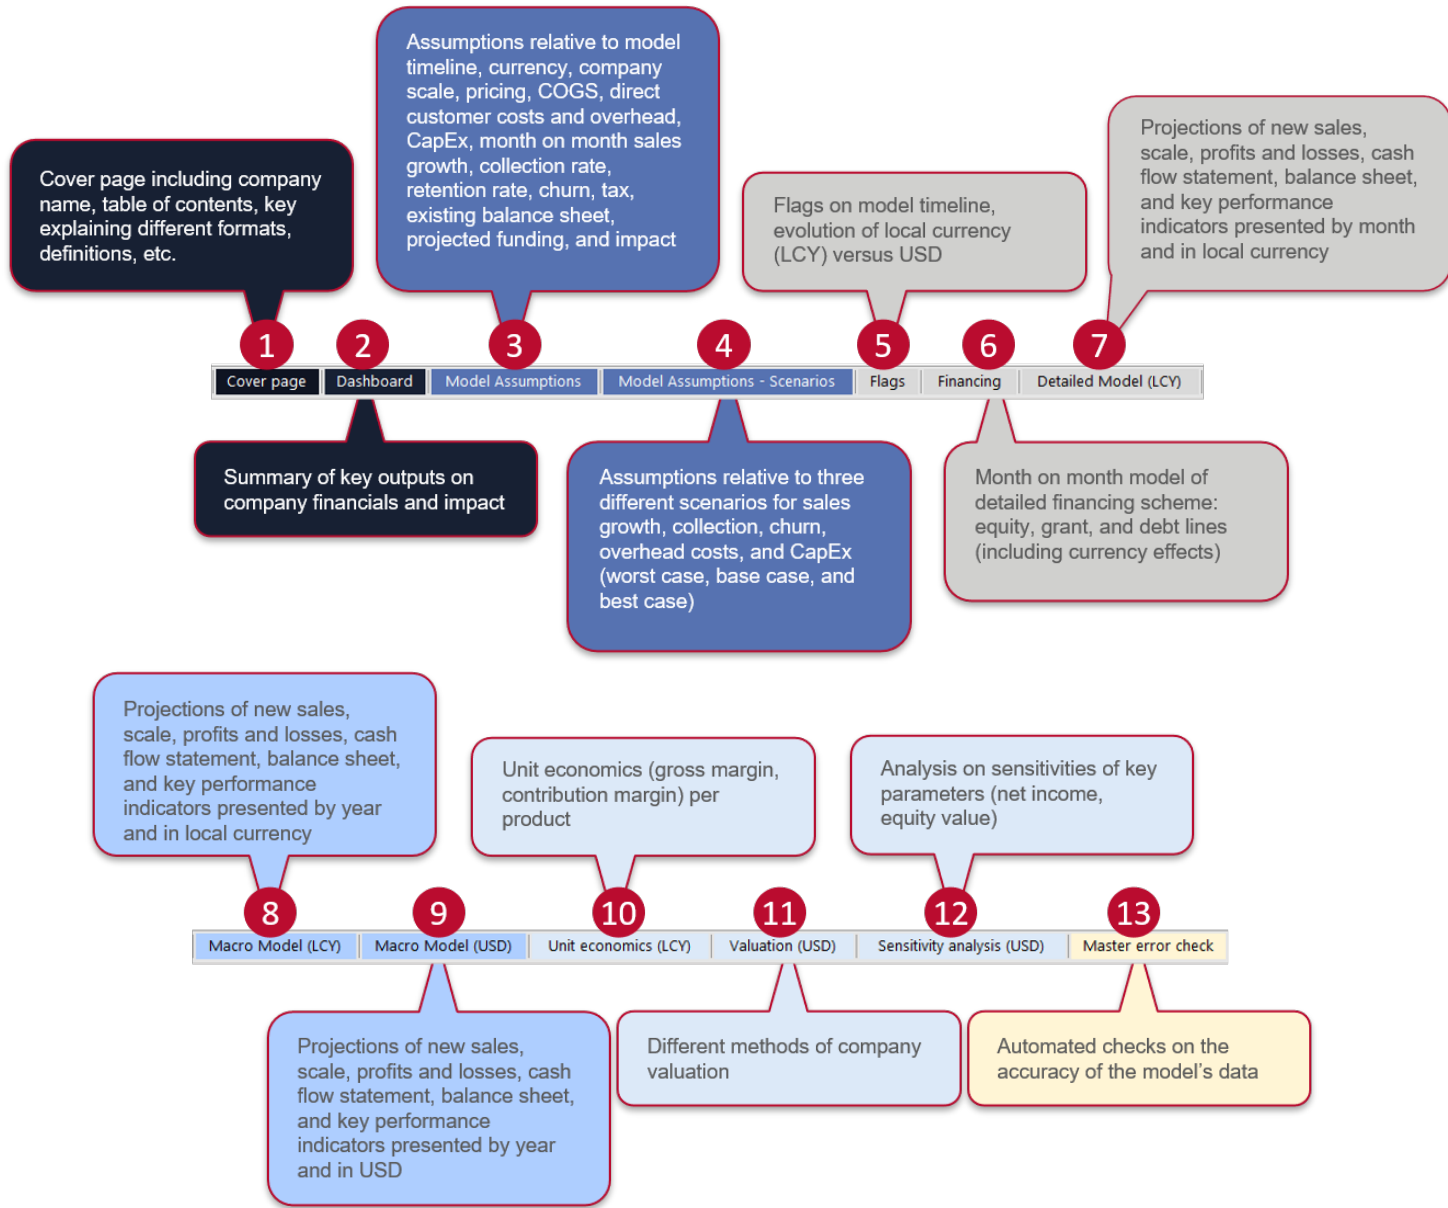 Assumptions relative to model
timeline, currency, company
scale, pricing, COGS, direct
customer costs and overhead,
CapEx, month on month sales
growth, collection rate,
retention rate, churn, tax,
existing balance sheet,
projected funding, and impact
Cover page including company
name, table of contents, key
explaining different formats,
definitions, etc.
Flags on model timeline,
evolution of local currency
(LCY) versus USD
Projections of new sales,
scale, profits and losses, cash
flow statement, balance sheet,
and key performance
indicators presented by month
and in local currency
1 2 3 4 5 6 7
Cover page Dashboard Model Assumptions Model Assumptions - Scenarios Flags Financing Detailed Model (LCY)
Summary of key outputs on
company financials and impact
Assumptions relative to three
different scenarios for sales
growth, collection, churn,
overhead costs, and CapEx
(worst case, base case, and
best case)
Month on month model of
detailed financing scheme:
equity, grant, and debt lines
(including currency effects)
Projections of new sales,
scale, profits and losses, cash
flow statement, balance sheet,
and key performance
indicators presented by year
and in local currency
Unit economics (gross margin,
contribution margin) per
product
Analysis on sensitivities of key
parameters (net income,
equity value)
8 9 10 11 12 13
Macro Model (LCY) Macro Model (USD) Unit economics (LCY) Valuation (USD) Sensitivity analysis (USD) Master error check
Projections of new sales,
scale, profits and losses, cash
flow statement, balance sheet,
and key performance
indicators presented by year
and in USD
Different methods of company
valuation
Automated checks on the
accuracy of the model's data